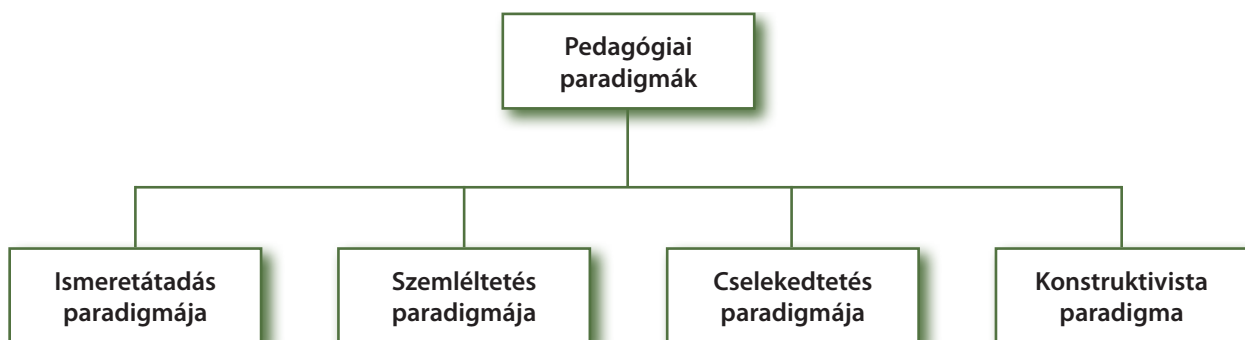 Pedagógiai
paradigmák
Ismeretátadás
paradigmája
Szemléltetés
paradigmája
Cselekedtetés
paradigmája
Konstruktivista
paradigma